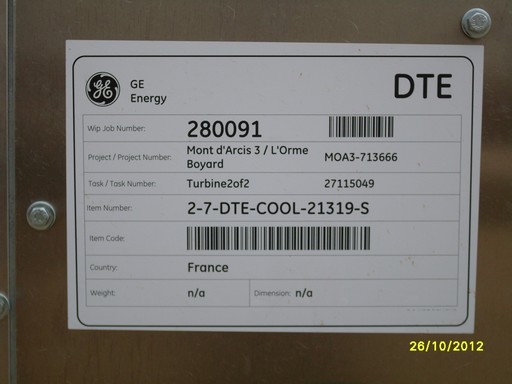 GE
Energy
DTE
Wip Job Number: 280091
Project / Project Number: Mont d'Arcis 3 / L'Orme Boyard MOA3-713666
Task / Task Number: Turbine2of2 27115049
Item Number: 2-7-DTE-COOL-21319-S
Item Code:
Country: France
Weight: n/a Dimension: n/a
26/10/2012